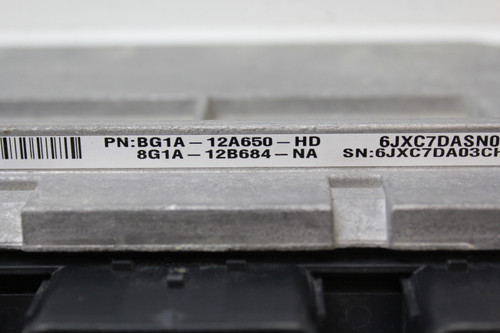 PN:BG1A-12A650-HD 6JXC7DASN0
8G1A-12B684-NA SN:6JXC7DA03CH